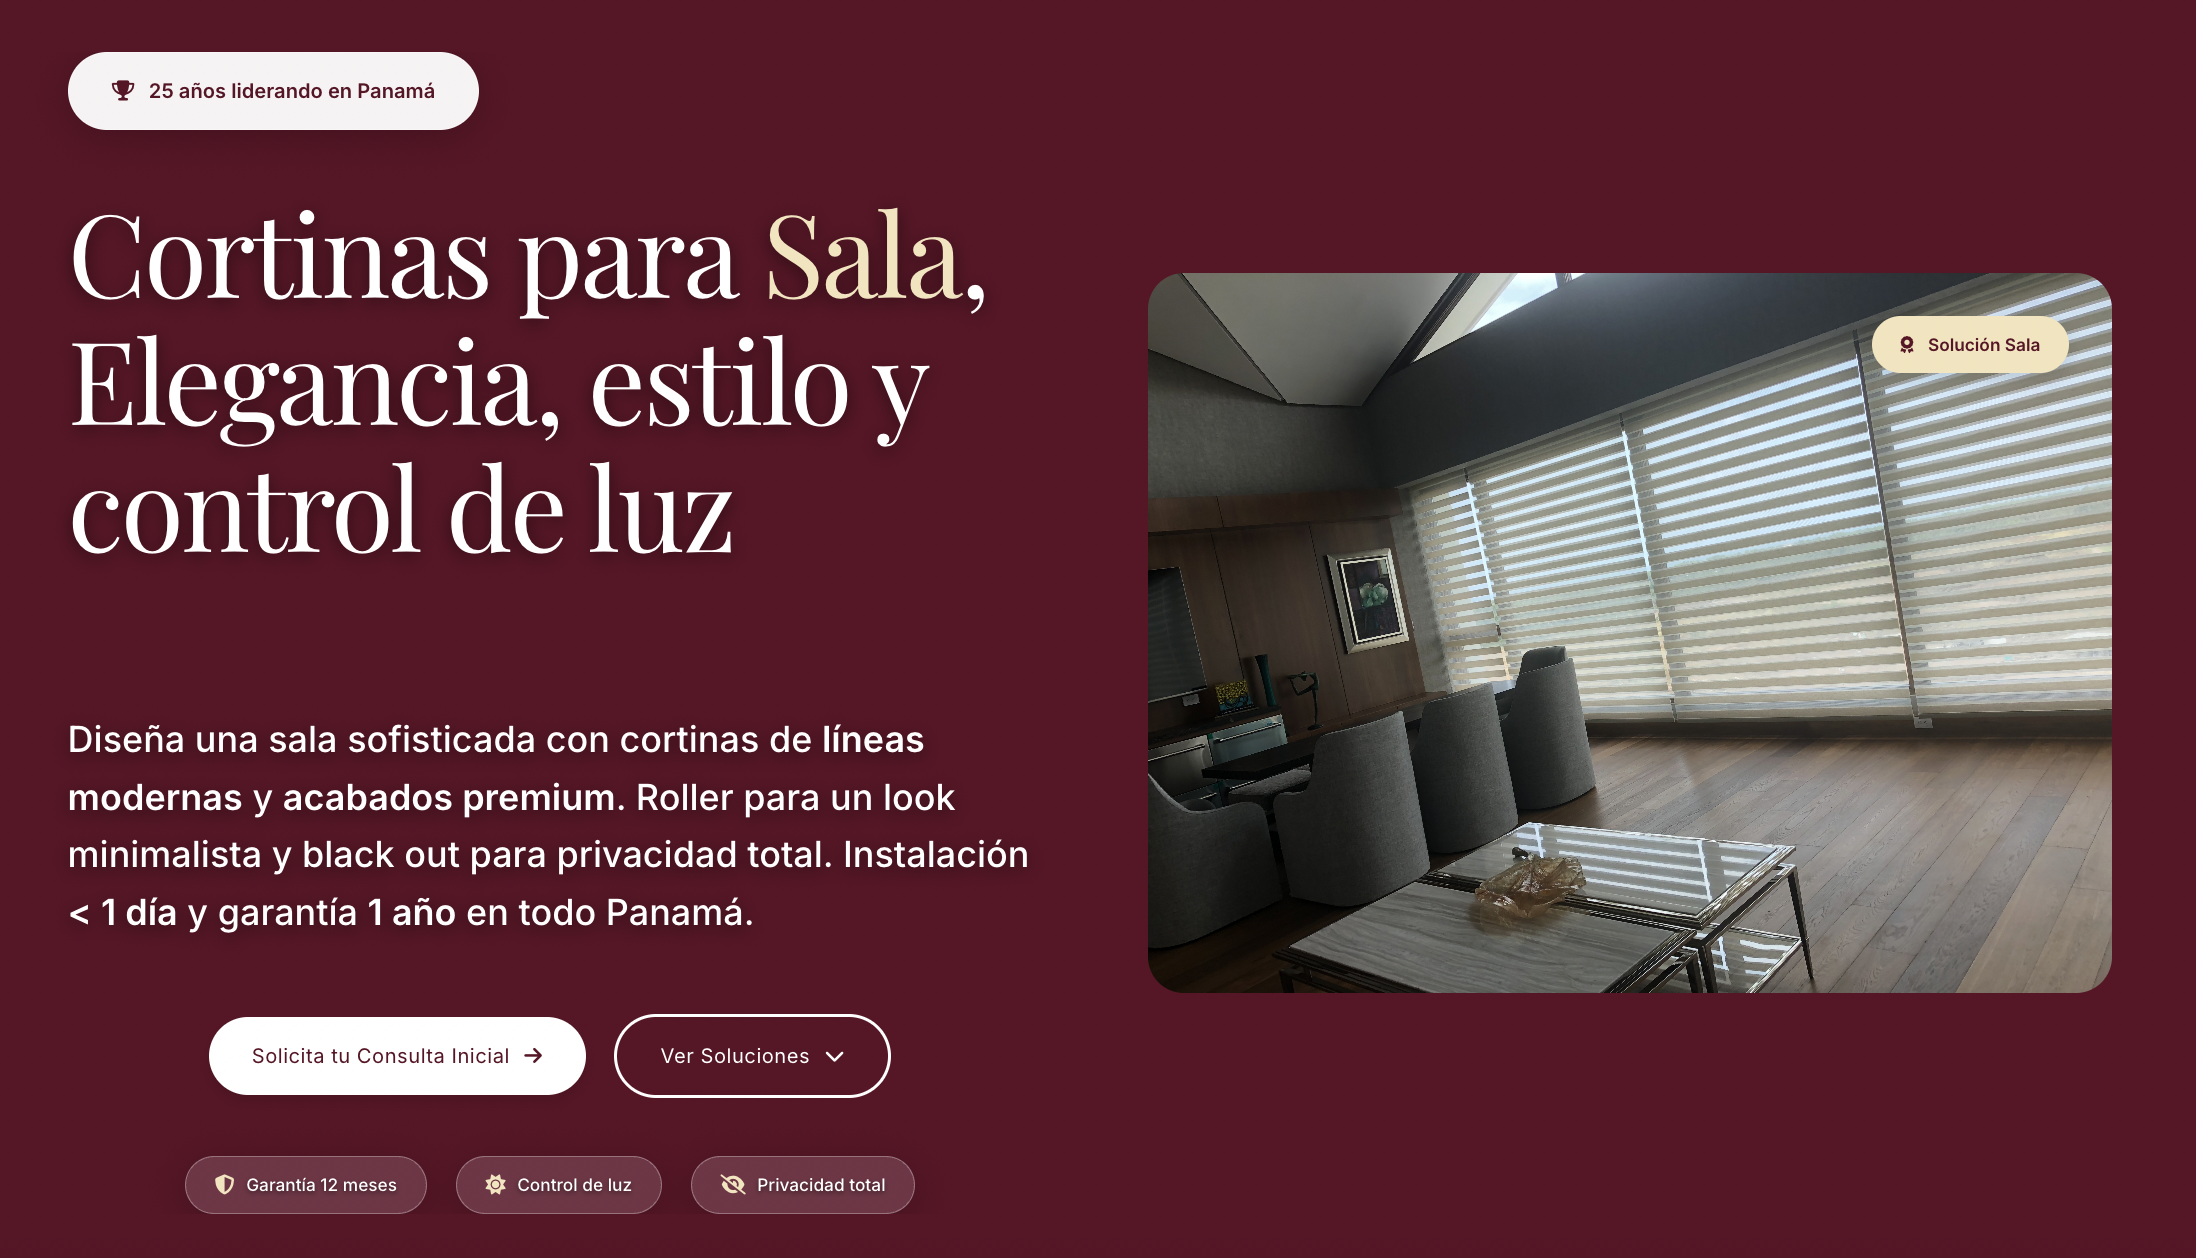 25 años liderando en Panamá
Cortinas para Sala,
Elegancia, estilo y
control de luz
Solución Sala
Diseña una sala sofisticada con cortinas de líneas
modernas y acabados premium. Roller para un look
minimalista y black out para privacidad total. Instalación
< 1 día y garantía 1 año en todo Panamá.
Solicita tu Consulta Inicial
Ver Soluciones
Garantía 12 meses
Control de luz
Privacidad total